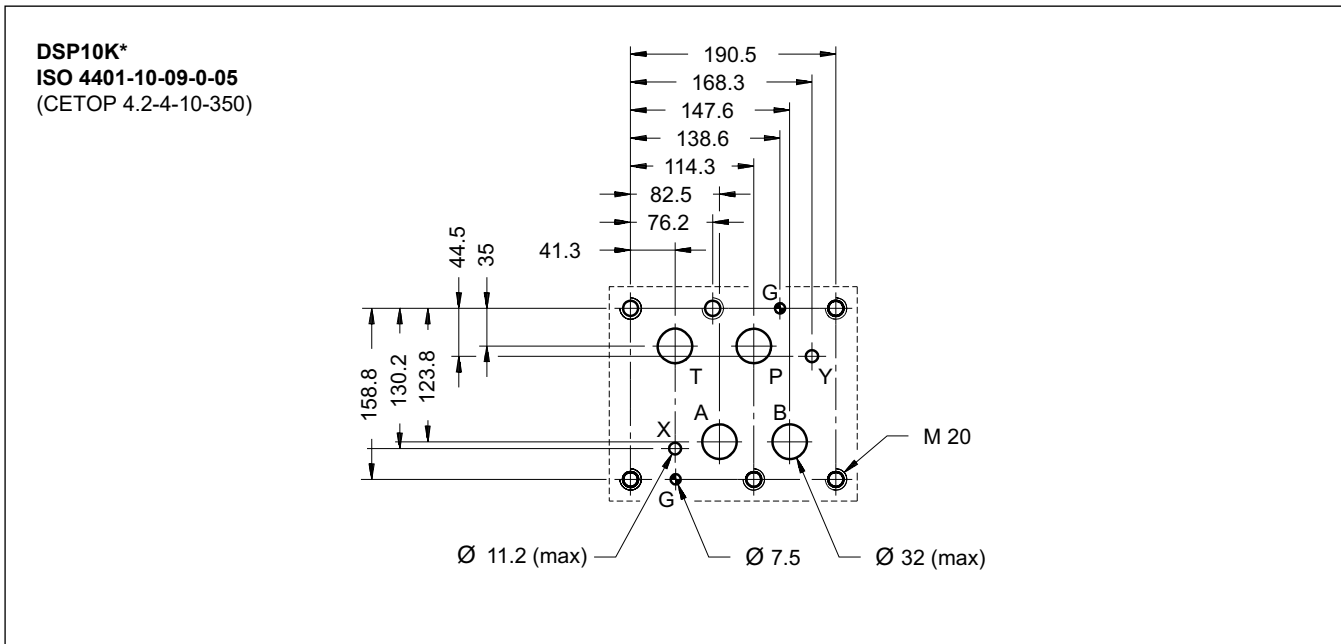 DSP10K*
ISO 4401-10-09-0-05
(CETOP 4.2-4-10-350)
190.5
168.3
147.6
138.6
114.3
82.5
76.2
41.3
44.5
35
158.8
130.2
123.8
G
T
P
Y
A
B
X
M 20
G
Ø 11.2 (max)
Ø 7.5
Ø 32 (max)